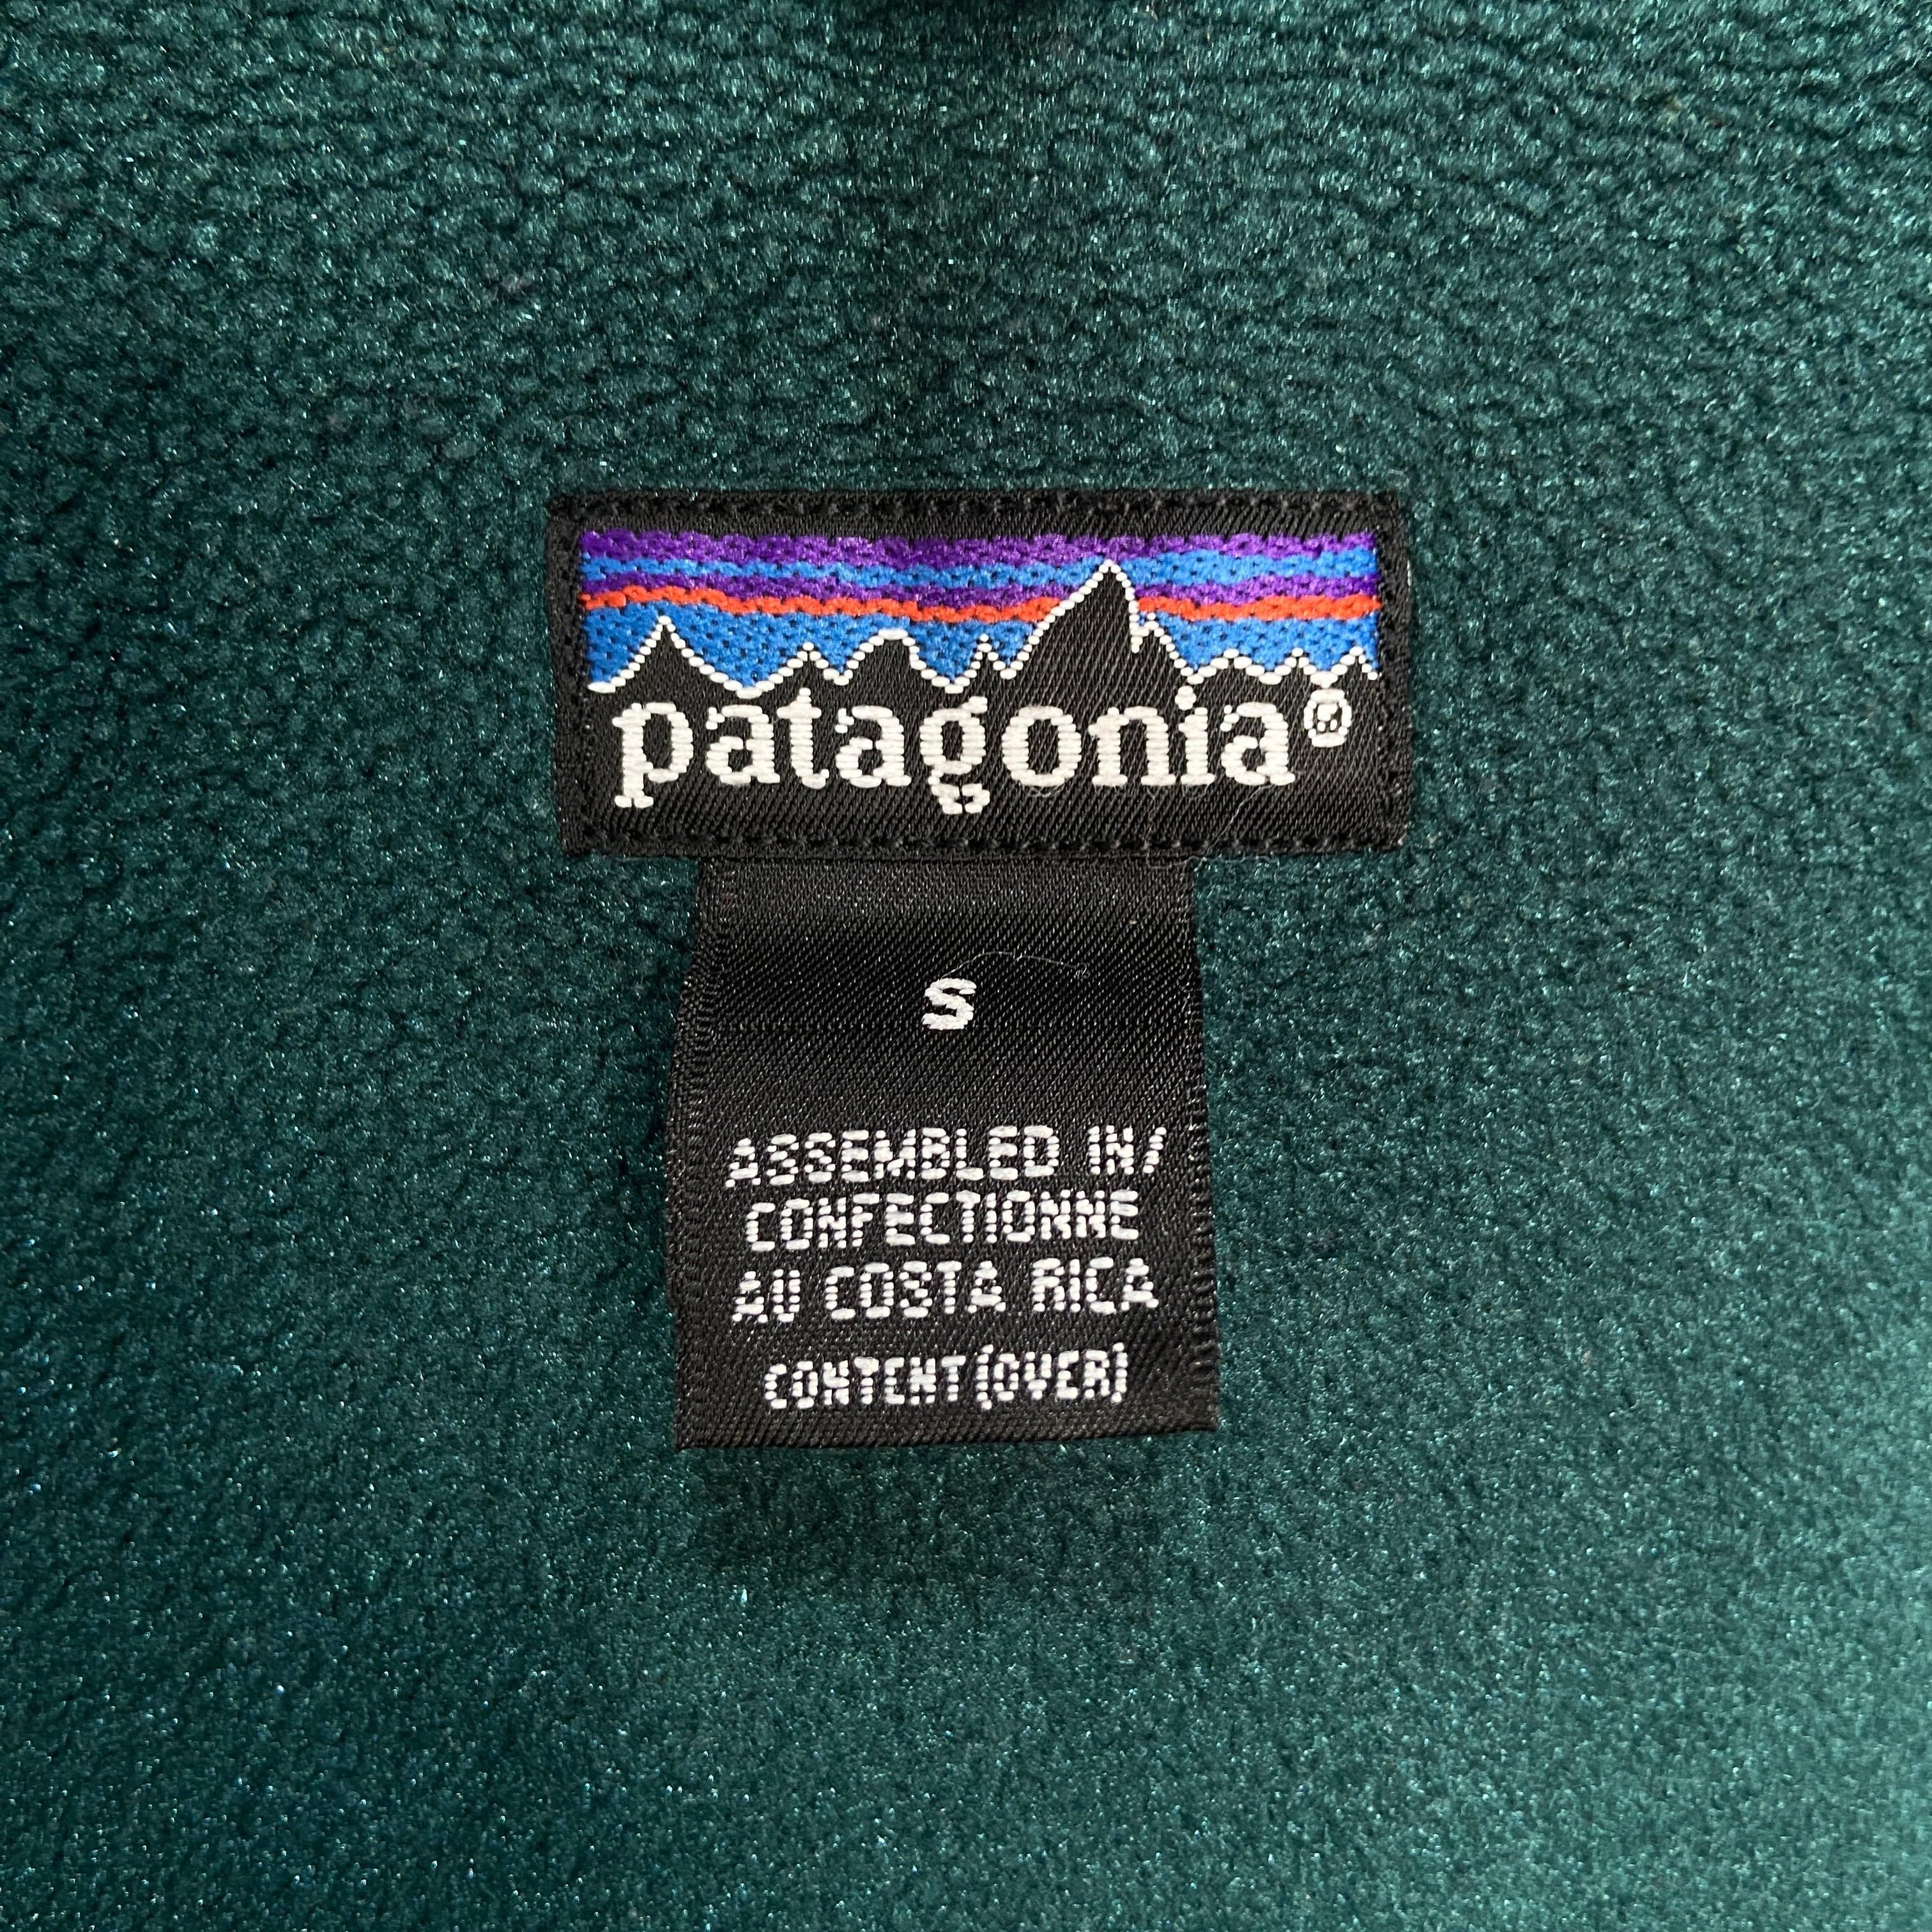 patagonia®
S
ASSEMBLED IN/
CONFECTIONNE
AU COSTA RICA
CONTENT (OVER)